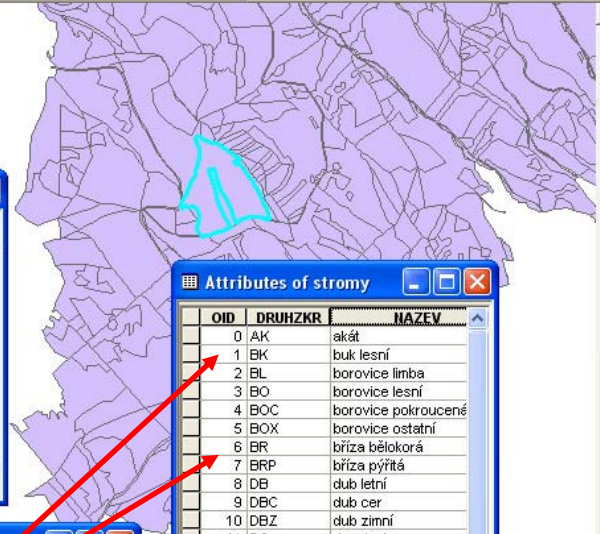 Attributes of stromy
OID DRUHZKR NAZEV
0 AK akát
1 BK buk lesní
2 BL borovice limba
3 BO borovice lesní
4 BOC borovice pokroucená
5 BOX borovice ostatní
6 BR bříza bělokorá
7 BRP bříza pýřitá
8 DB dub letní
9 DBC dub cer
10 DBZ dub zimní